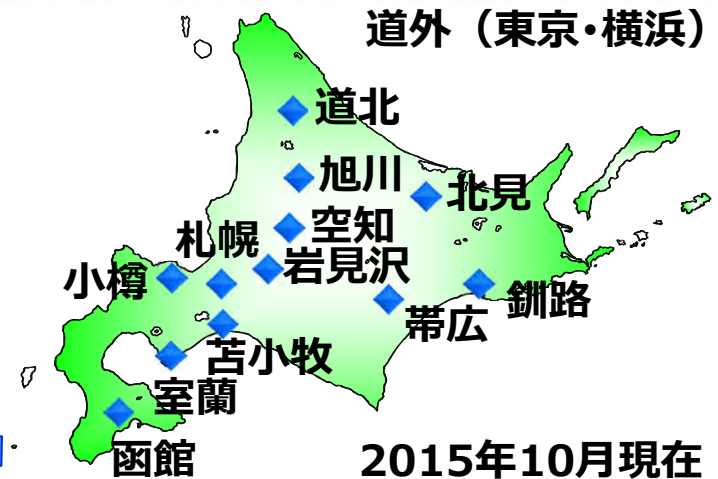 道外（東京・横浜）
道北
旭川
北見
空知
札幌
岩見沢
小樽
釧路
帯広
苫小牧
室蘭
函館
2015年10月現在